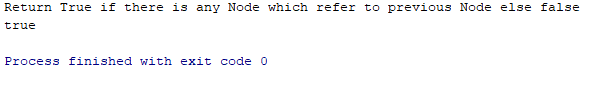 Return True if there is any Node which refer to previous Node else false
true
Process finished with exit code 0